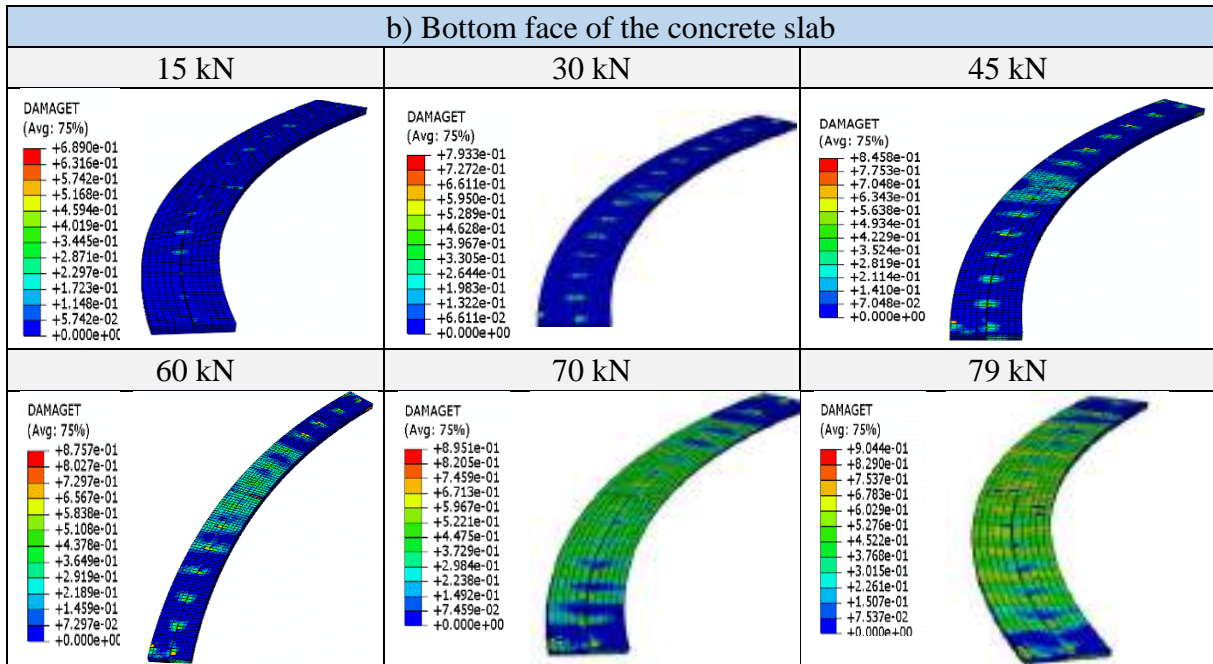 b) Bottom face of the concrete slab
15 kN
30 kN
45 kN
DAMAGET
(Avg: 75%)
+6.890e-01
+6.316e-01
+5.742e-01
+5.168e-01
+4.594e-01
+4.019e-01
+3.445e-01
+2.871e-01
+2.297e-01
+1.723e-01
+1.148e-01
+5.742e-02
+0.000e+00
DAMAGET
(Avg: 75%)
+7.933e-01
+7.272e-01
+6.611e-01
+5.950e-01
+5.289e-01
+4.628e-01
+3.967e-01
+3.305e-01
+2.644e-01
+1.983e-01
+1.322e-01
+6.611e-02
+0.000e+00
DAMAGET
(Avg: 75%)
+8.458e-01
+7.753e-01
+7.048e-01
+6.343e-01
+5.638e-01
+4.934e-01
+4.229e-01
+3.524e-01
+2.819e-01
+2.114e-01
+1.410e-01
+7.048e-02
+0.000e+00
60 kN
70 kN
79 kN
DAMAGET
(Avg: 75%)
+8.757e-01
+8.027e-01
+7.297e-01
+6.567e-01
+5.838e-01
+5.108e-01
+4.378e-01
+3.649e-01
+2.919e-01
+2.189e-01
+1.459e-01
+7.297e-02
+0.000e+00
DAMAGET
(Avg: 75%)
+8.951e-01
+8.205e-01
+7.459e-01
+6.713e-01
+5.967e-01
+5.221e-01
+4.475e-01
+3.729e-01
+2.984e-01
+2.238e-01
+1.492e-01
+7.459e-02
+0.000e+00
DAMAGET
(Avg: 75%)
+9.044e-01
+8.290e-01
+7.537e-01
+6.783e-01
+6.029e-01
+5.276e-01
+4.522e-01
+3.768e-01
+3.015e-01
+2.261e-01
+1.507e-01
+7.537e-02
+0.000e+00